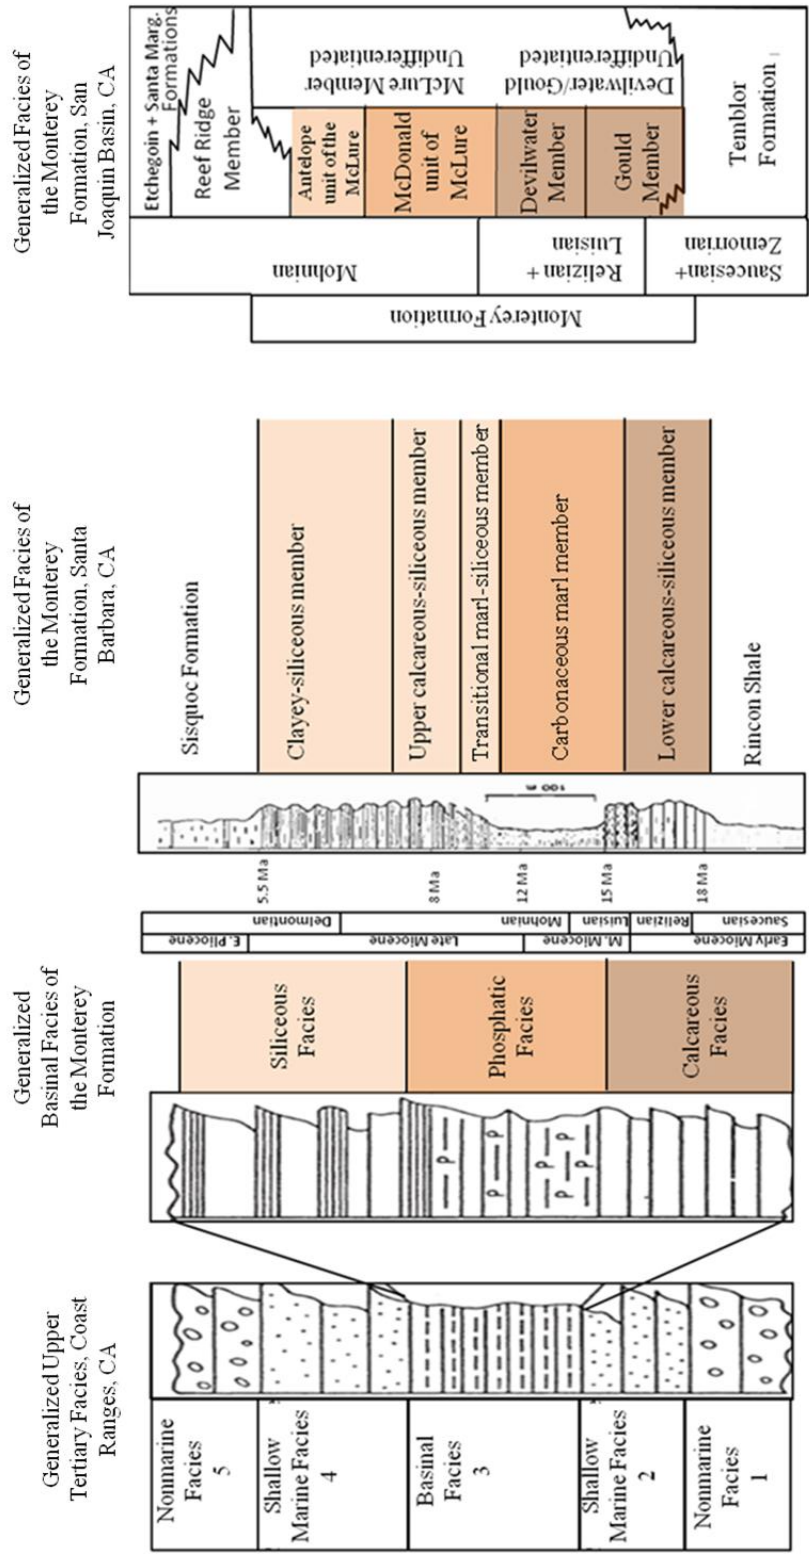 Generalized Upper
Tertiary Facies, Coast
Ranges, CA
Nonmarine
Facies
5
Shallow
Marine Facies
4
Basinal
Facies
3
Shallow
Marine Facies
2
Nonmarine
Facies
1
Generalized
Basinal Facies of
the Monterey
Formation
P
P
P
P
P
P
Siliceous
Facies
Phosphatic
Facies
Calcareous
Facies
E. Pliocene
Late Miocene
M. Miocene
Early Miocene
Delmontian
Mohnian
Luisian
Relizian
Saucesian
5.5 Ma
8 Ma
12 Ma
15 Ma
18 Ma
Generalized Facies of
the Monterey
Formation, Santa
Barbara, CA
100 m
Sisquoc Formation
Clayey-siliceous member
Upper calcareous-siliceous member
Transitional marl-siliceous member
Carbonaceous marl member
Lower calcareous-siliceous member
Rincon Shale
Generalized Facies of
the Monterey
Formation, San
Joaquin Basin, CA
Monterey Formation
Mohnian
Relizian +
Luisian
Saucesian+
Zemorrian
Etchegoin + Santa Marg.
Formations
Reef Ridge
Member
Antelope
unit of the
McLure
McDonald
unit of
McLure
Devilwater
Member
Gould
Member
McLure Member
Undifferentiated
Devilwater/Gould
Undifferentiated
Temblor
Formation